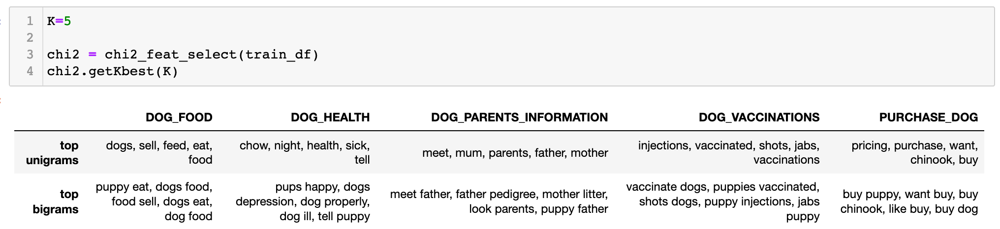 1 K=5
2
3 chi2 = chi2_feat_select(train_df)
4 chi2.getKbest(K)
DOG_FOOD DOG_HEALTH DOG_PARENTS_INFORMATION DOG_VACCINATIONS PURCHASE_DOG
top unigrams
dogs, sell, feed, eat,
food
chow, night, health, sick,
tell
meet, mum, parents, father, mother
injections, vaccinated, shots, jabs,
vaccinations
pricing, purchase, want,
chinook, buy
top bigrams
puppy eat, dogs food,
food sell, dogs eat,
dog food
pups happy, dogs
depression, dog properly,
dog ill, tell puppy
meet father, father pedigree, mother litter,
look parents, puppy father
vaccinate dogs, puppies vaccinated,
shots dogs, puppy injections, jabs
puppy
buy puppy, want buy, buy
chinook, like buy, buy dog